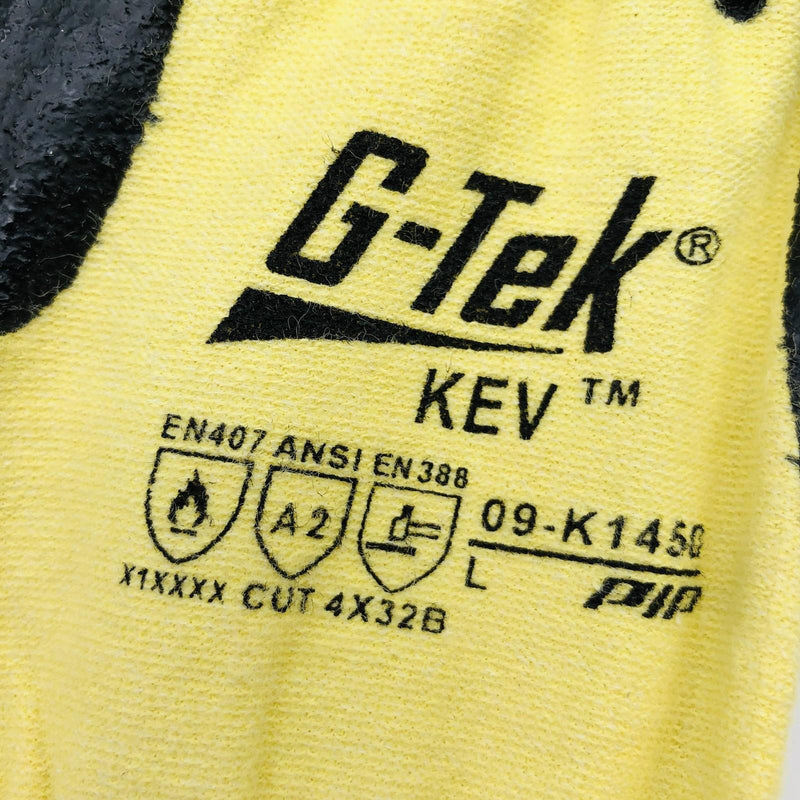 G-Tek®
KEV™
EN407 ANSI EN388
A2
09-K1450
L PIP
X1XXXX CUT 4X32B